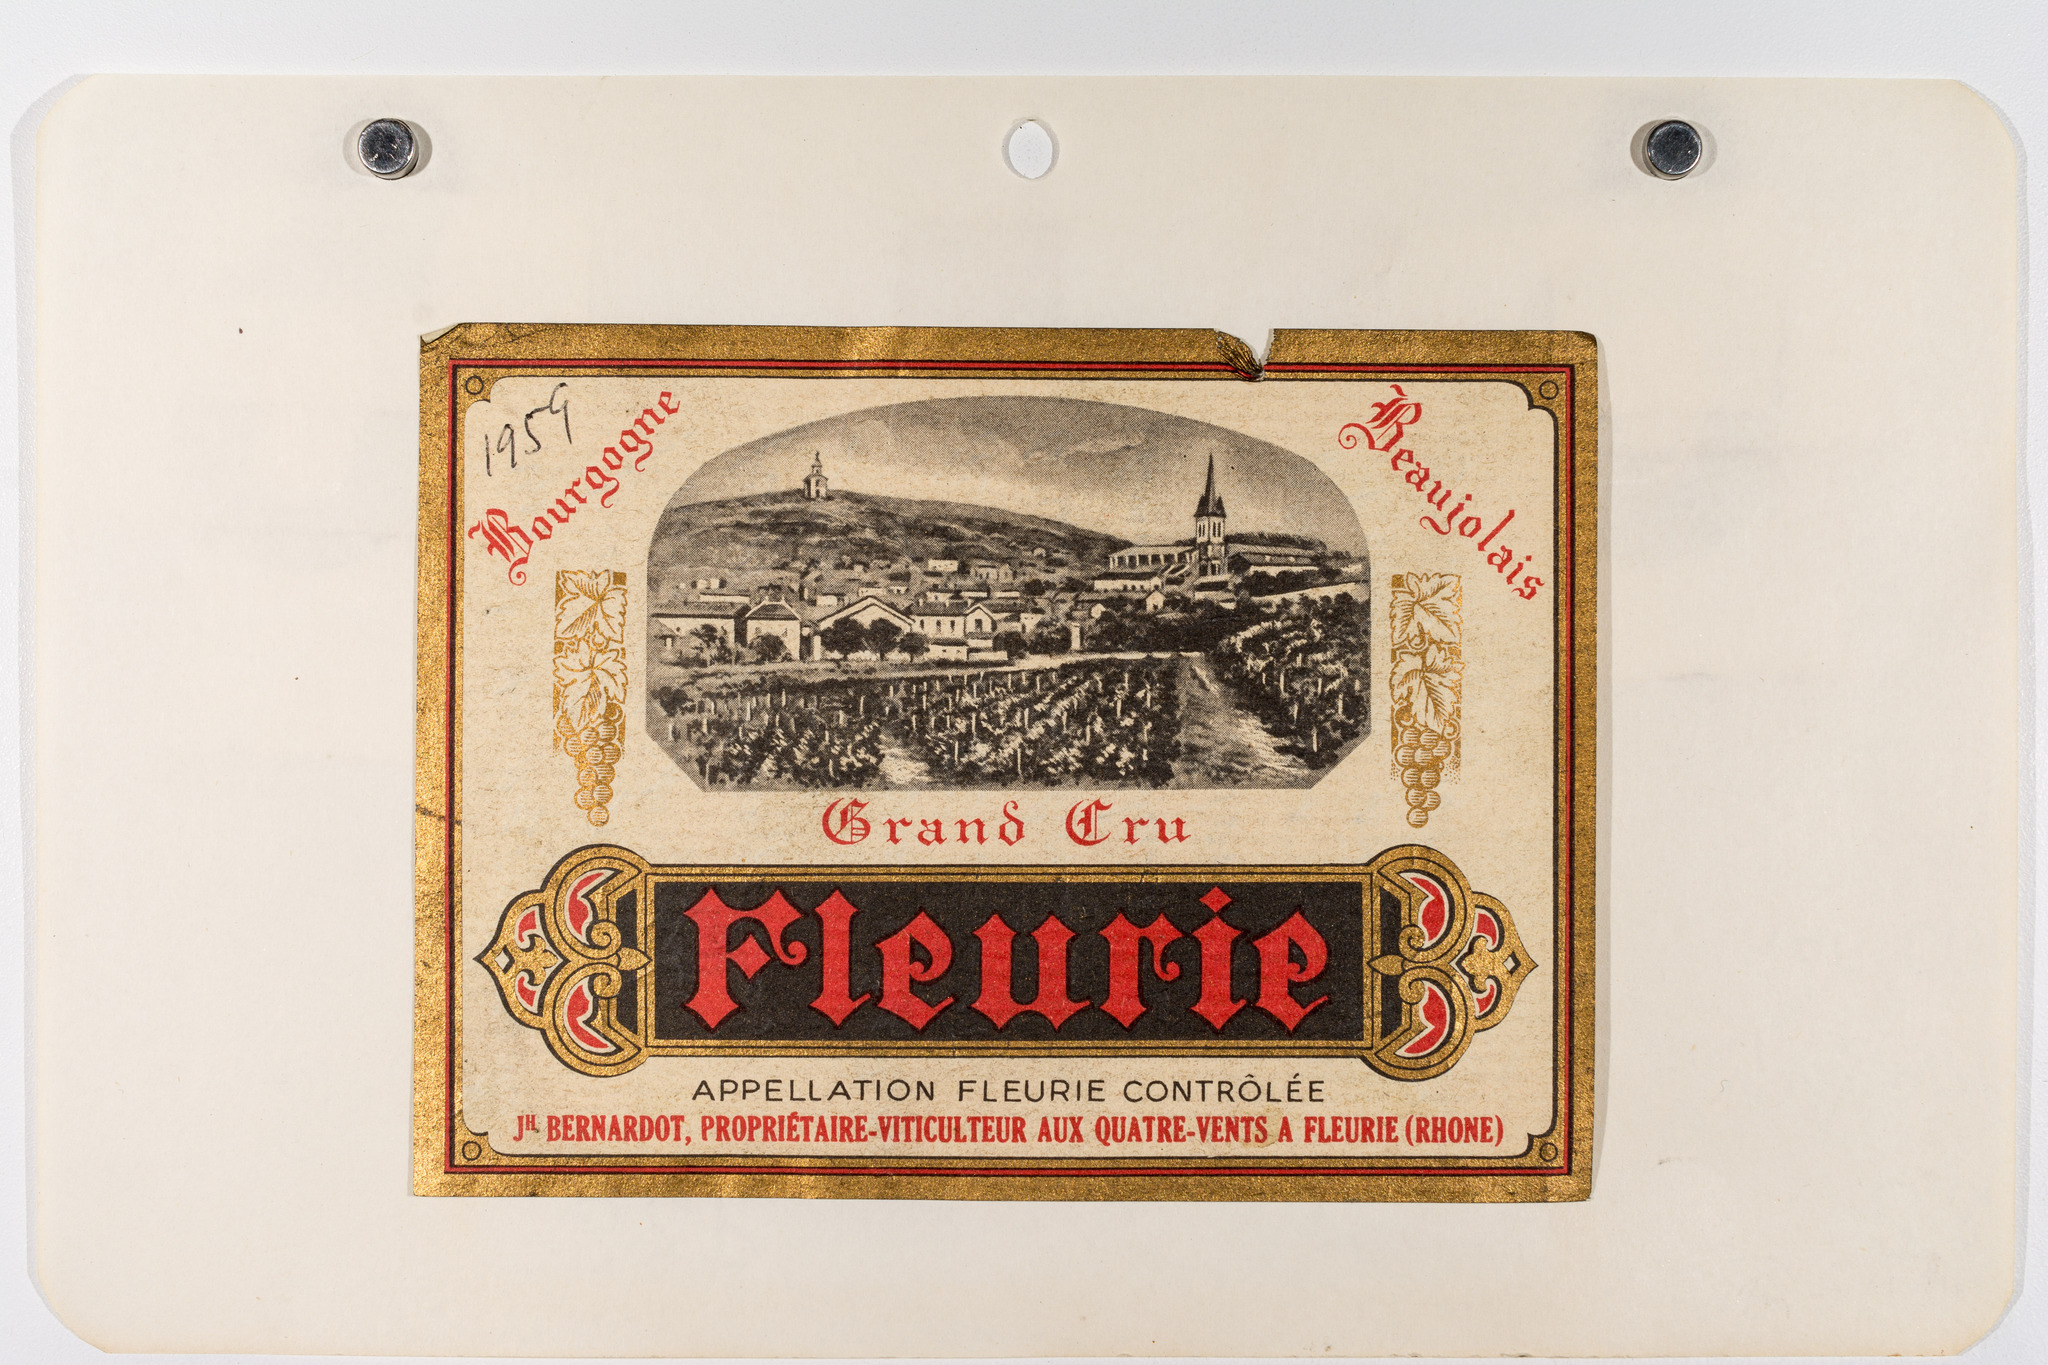 1959
Bourgogne
Beaujolais
Grand Cru
Fleurie
APPELLATION FLEURIE CONTRÔLÉE
JH. BERNARDOT, PROPRIÉTAIRE-VITICULTEUR AUX QUATRE-VENTS A FLEURIE (RHONE)